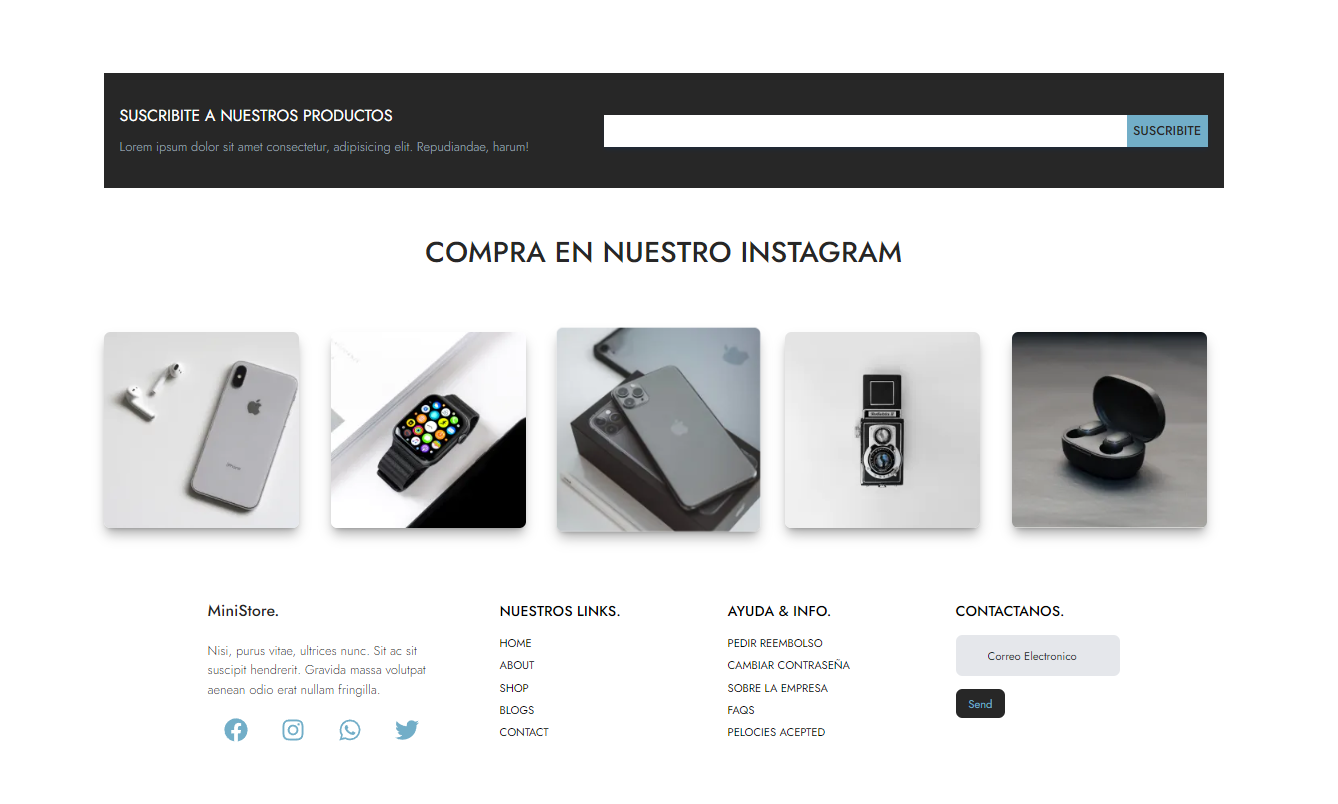 SUSCRIBITE A NUESTROS PRODUCTOS
Lorem ipsum dolor sit amet consectetur, adipisicing elit. Repudiandae, harum!
SUSCRIBITE
COMPRA EN NUESTRO INSTAGRAM
MiniStore.
Nisi, purus vitae, ultrices nunc. Sit ac sit
suscipit hendrerit. Gravida massa volutpat
aenean odio erat nullam fringilla.
NUESTROS LINKS.
HOME
ABOUT
SHOP
BLOGS
CONTACT
AYUDA & INFO.
PEDIR REEMBOLSO
CAMBIAR CONTRASEÑA
SOBRE LA EMPRESA
FAQS
PELOCIES ACEPTED
CONTACTANOS.
Correo Electronico
Send